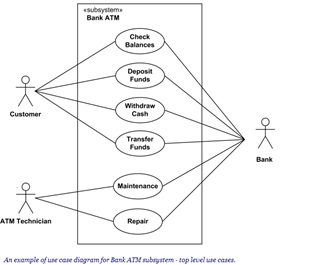 «subsystem»
Bank ATM
Check
Balances
Deposit
Funds
Customer
Withdraw
Cash
Transfer
Funds
Bank
Maintenance
ATM Technician
Repair
An example of use case diagram for Bank ATM subsystem - top level use cases.